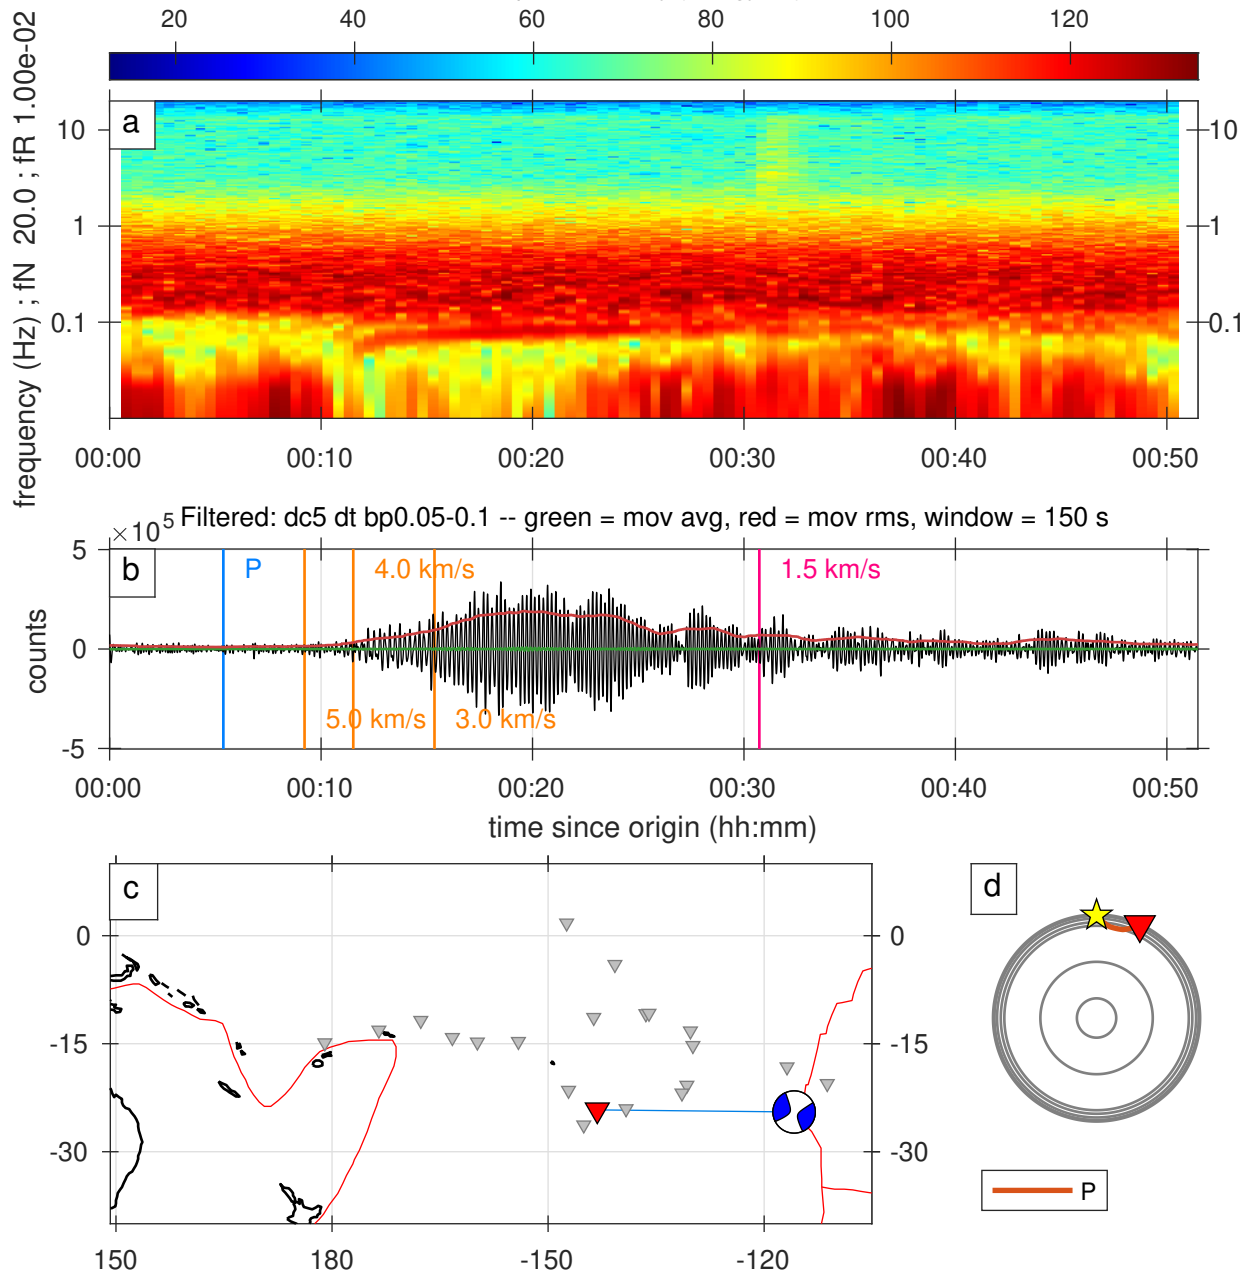 20 40 60 80 100 120
frequency (Hz) ; fN 20.0 ; fR 1.00e-02
a
10 10
1 1
0.1 0.1
00:00 00:10 00:20 00:30 00:40 00:50
×10⁵ Filtered: dc5 dt bp0.05-0.1 -- green = mov avg, red = mov rms, window = 150 s
b
counts
5
0
-5
P 4.0 km/s 1.5 km/s
5.0 km/s 3.0 km/s
00:00 00:10 00:20 00:30 00:40 00:50
time since origin (hh:mm)
c d
0 0
-15 -15
-30 -30
P
150 180 -150 -120